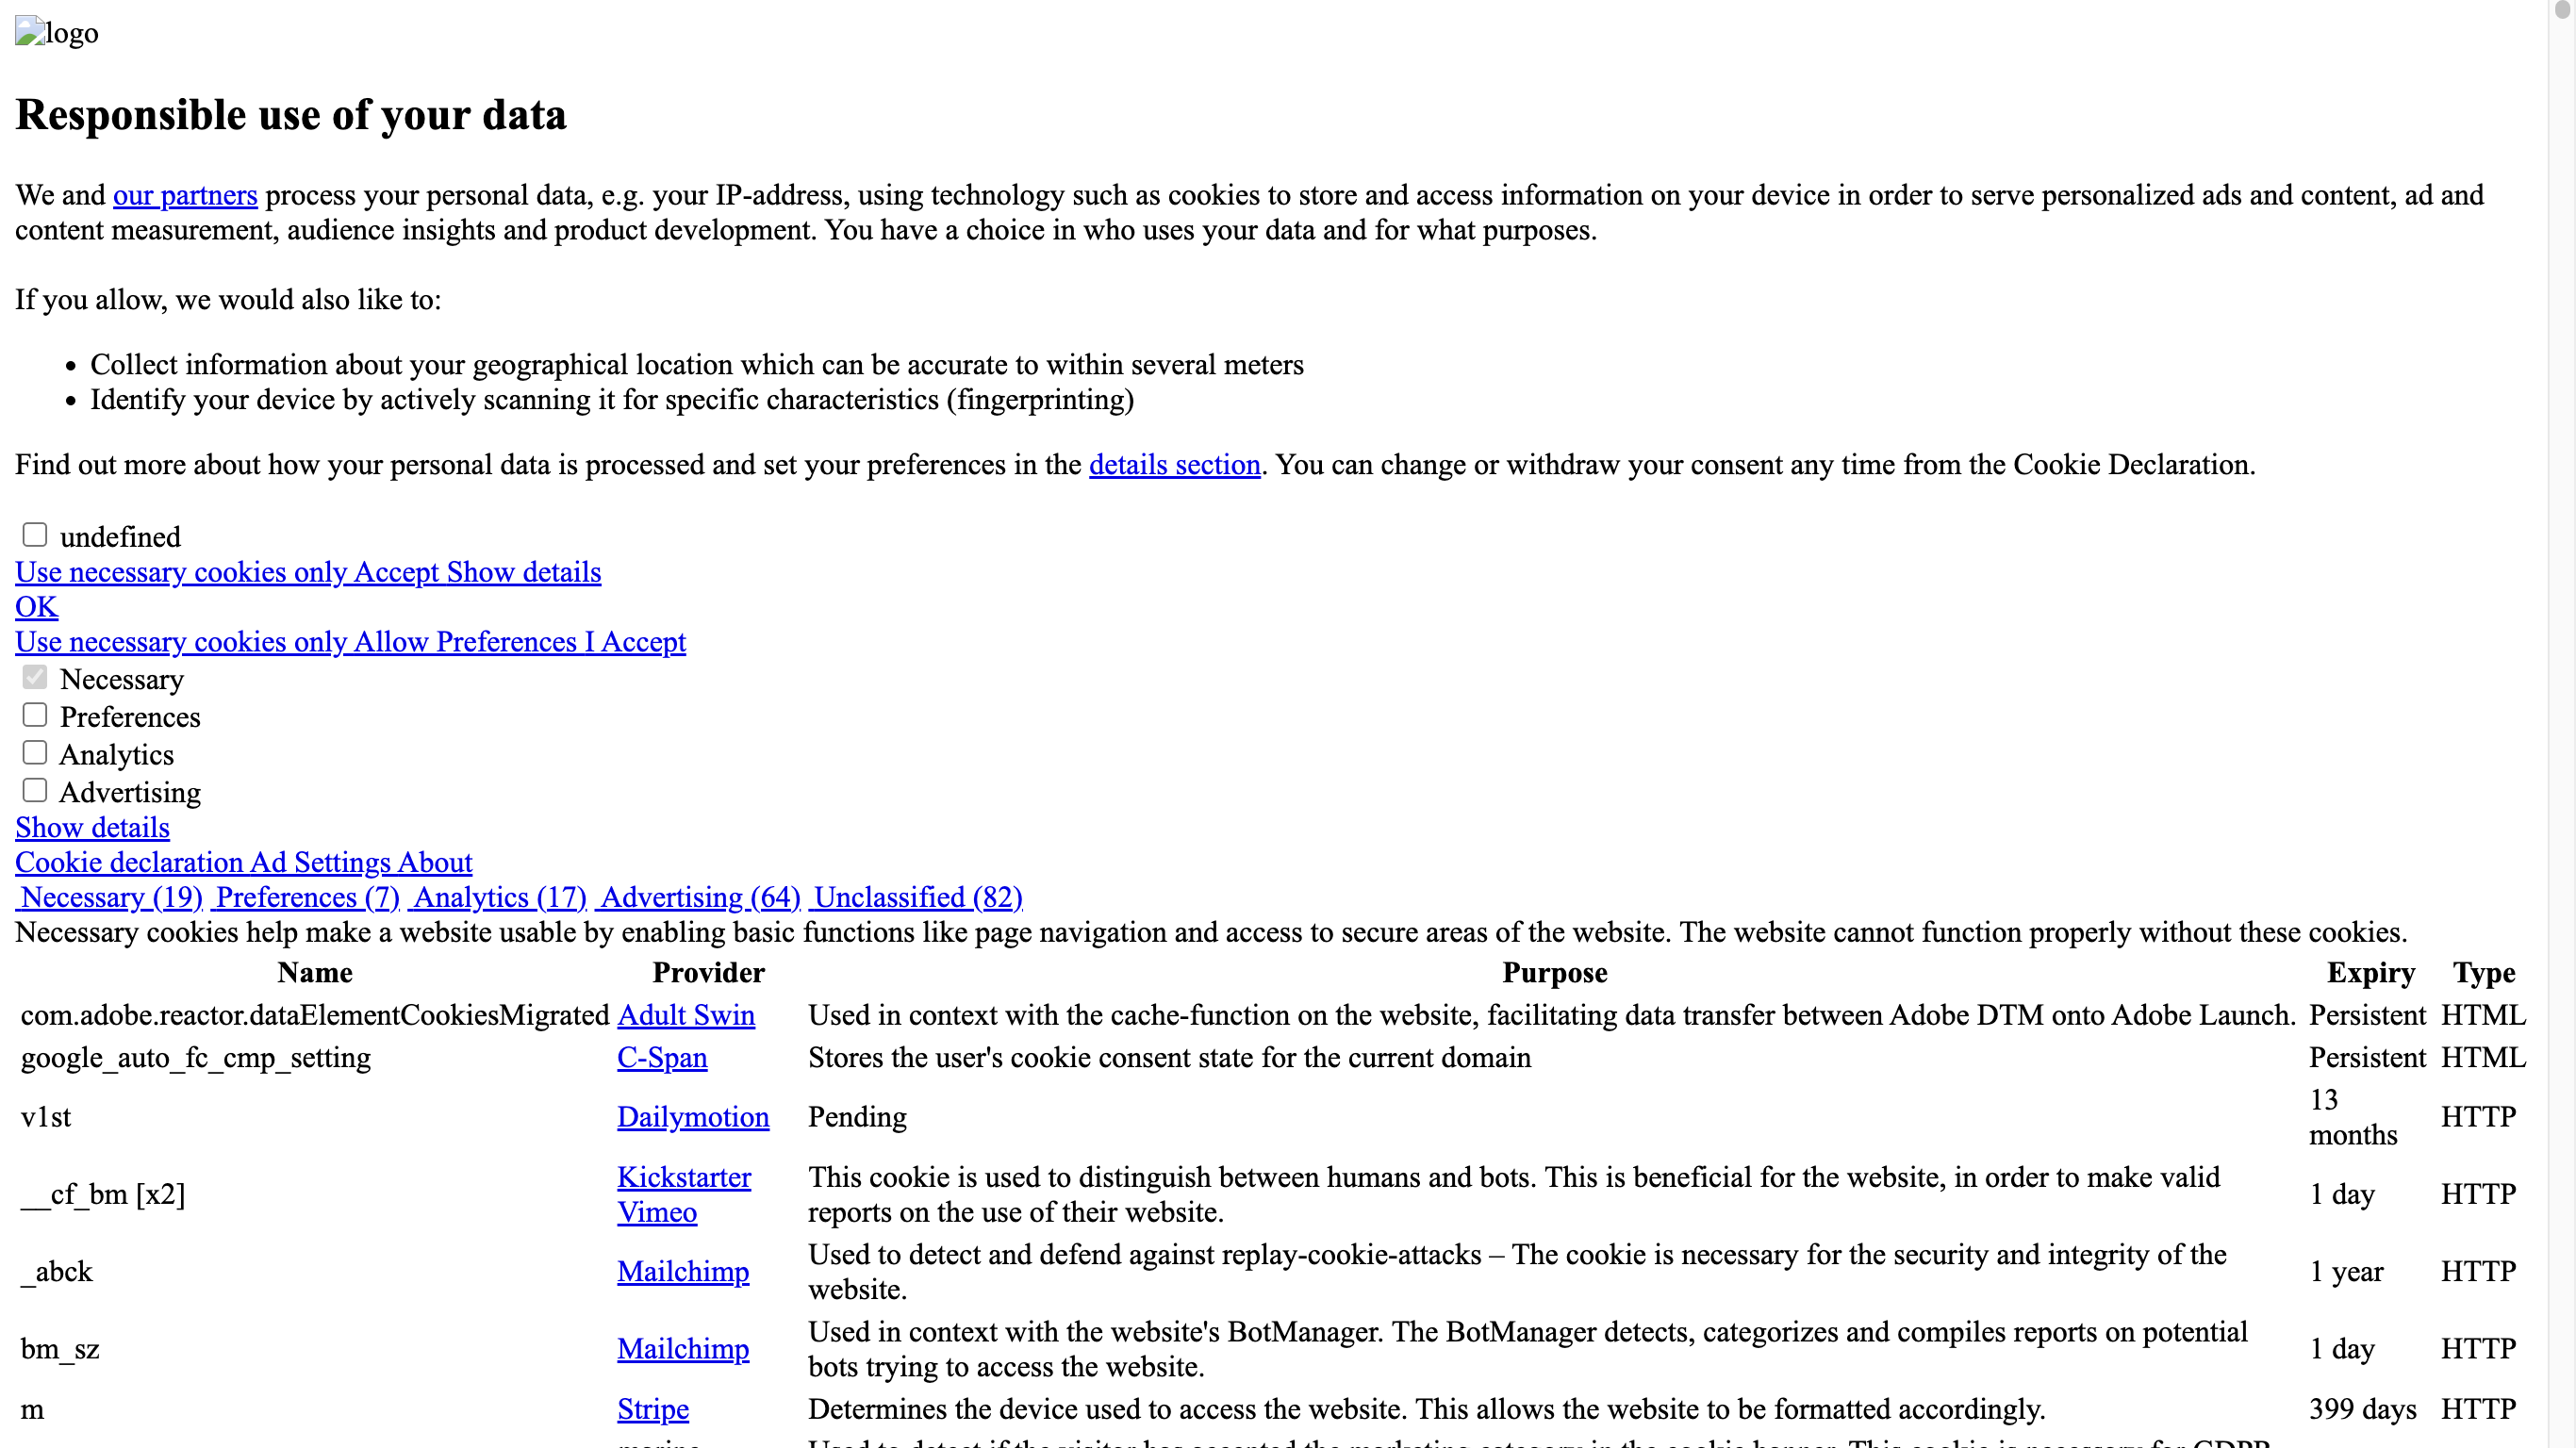 logo
Responsible use of your data
We and our partners process your personal data, e.g. your IP-address, using technology such as cookies to store and access information on your device in order to serve personalized ads and content, ad and
content measurement, audience insights and product development. You have a choice in who uses your data and for what purposes.
If you allow, we would also like to:
• Collect information about your geographical location which can be accurate to within several meters
• Identify your device by actively scanning it for specific characteristics (fingerprinting)
Find out more about how your personal data is processed and set your preferences in the details section. You can change or withdraw your consent any time from the Cookie Declaration.
undefined
Use necessary cookies only Accept Show details
OK
Use necessary cookies only Allow Preferences I Accept
Necessary
Preferences
Analytics
Advertising
Show details
Cookie declaration Ad Settings About
Necessary (19) Preferences (7) Analytics (17) Advertising (64) Unclassified (82)
Necessary cookies help make a website usable by enabling basic functions like page navigation and access to secure areas of the website. The website cannot function properly without these cookies.
Name Provider Purpose Expiry Type
com.adobe.reactor.dataElementCookiesMigrated Adult Swin Used in context with the cache-function on the website, facilitating data transfer between Adobe DTM onto Adobe Launch. Persistent HTML
google_auto_fc_cmp_setting C-Span Stores the user's cookie consent state for the current domain Persistent HTML
v1st Dailymotion Pending 13
months HTTP
__cf_bm [x2] Kickstarter
Vimeo This cookie is used to distinguish between humans and bots. This is beneficial for the website, in order to make valid
reports on the use of their website. 1 day HTTP
_abck Mailchimp Used to detect and defend against replay-cookie-attacks – The cookie is necessary for the security and integrity of the
website. 1 year HTTP
bm_sz Mailchimp Used in context with the website's BotManager. The BotManager detects, categorizes and compiles reports on potential
bots trying to access the website. 1 day HTTP
m Stripe Determines the device used to access the website. This allows the website to be formatted accordingly. 399 days HTTP